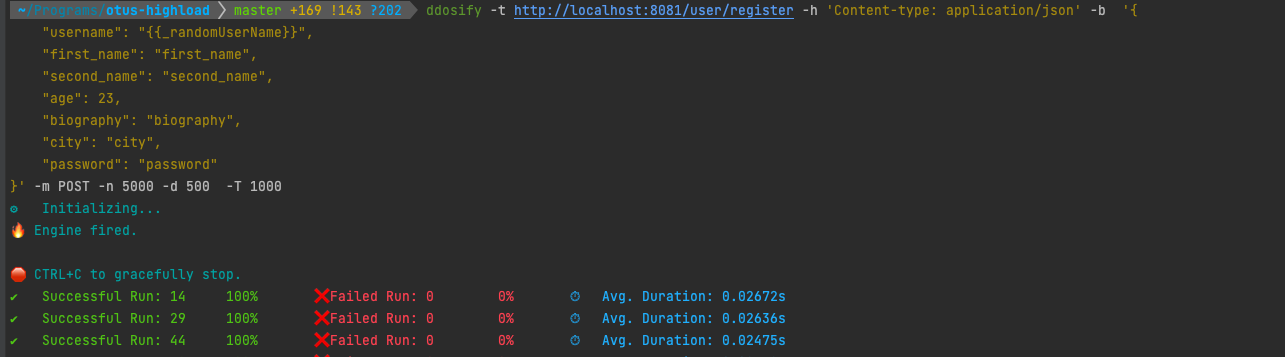 ~/Programs/otus-highload master +169 !143 ?202 ddosify -t http://localhost:8081/user/register -h 'Content-type: application/json' -b '{
"username": "{{_randomUserName}}",
"first_name": "first_name",
"second_name": "second_name",
"age": 23,
"biography": "biography",
"city": "city",
"password": "password"
}' -m POST -n 5000 -d 500 -T 1000
⚙ Initializing...
🔥 Engine fired.
🛑 CTRL+C to gracefully stop.
✔ Successful Run: 14 100% ❌Failed Run: 0 0% ⏱ Avg. Duration: 0.02672s
✔ Successful Run: 29 100% ❌Failed Run: 0 0% ⏱ Avg. Duration: 0.02636s
✔ Successful Run: 44 100% ❌Failed Run: 0 0% ⏱ Avg. Duration: 0.02475s